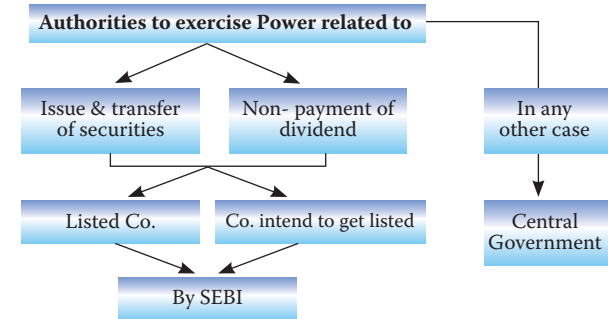 Authorities to exercise Power related to
Issue & transfer
of securities
Non- payment of
dividend
In any
other case
Listed Co.
Co. intend to get listed
Central
Government
By SEBI